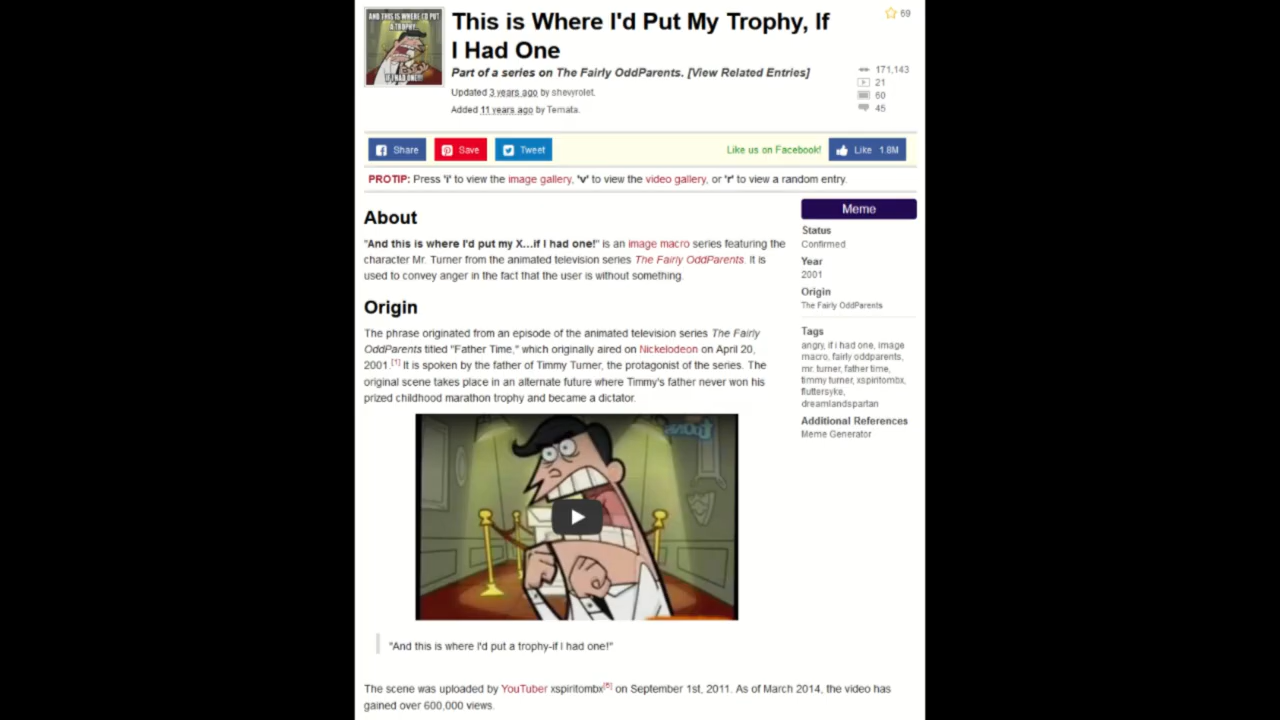 AND THIS IS WHERE I'D PUT
A TROPHY
IF I HAD ONE!!!
This is Where I'd Put My Trophy, If
I Had One
69
Part of a series on The Fairly OddParents. [View Related Entries]
171,143
21
60
45
Updated 3 years ago by shevyrolet.
Added 11 years ago by Temata.
Share
Save
Tweet
Like us on Facebook!
Like 1.8M
PROTIP: Press 'i' to view the image gallery, 'v' to view the video gallery, or 'r' to view a random entry.
About
"And this is where I'd put my X...if I had one!" is an image macro series featuring the
character Mr. Turner from the animated television series The Fairly OddParents. It is
used to convey anger in the fact that the user is without something.
Origin
The phrase originated from an episode of the animated television series The Fairly
OddParents titled "Father Time," which originally aired on Nickelodeon on April 20,
2001.[1] It is spoken by the father of Timmy Turner, the protagonist of the series. The
original scene takes place in an alternate future where Timmy's father never won his
prized childhood marathon trophy and became a dictator.
"And this is where I'd put a trophy-if I had one!"
The scene was uploaded by YouTuber xspiritombx[6] on September 1st, 2011. As of March 2014, the video has
gained over 600,000 views.
Meme
Status
Confirmed
Year
2001
Origin
The Fairly OddParents
Tags
angry, if i had one, image
macro, fairly oddparents,
mr. turner, father time,
timmy turner, xspiritombx,
fluttersyke,
dreamlandspartan
Additional References
Meme Generator